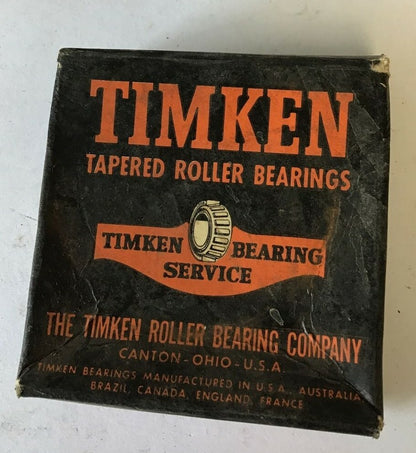 TIMKEN
TAPERED ROLLER BEARINGS
TIMKEN BEARING
SERVICE
THE TIMKEN ROLLER BEARING COMPANY
CANTON-OHIO-U.S.A.
TIMKEN BEARINGS MANUFACTURED IN U.S.A. AUSTRALIA
BRAZIL, CANADA, ENGLAND, FRANCE